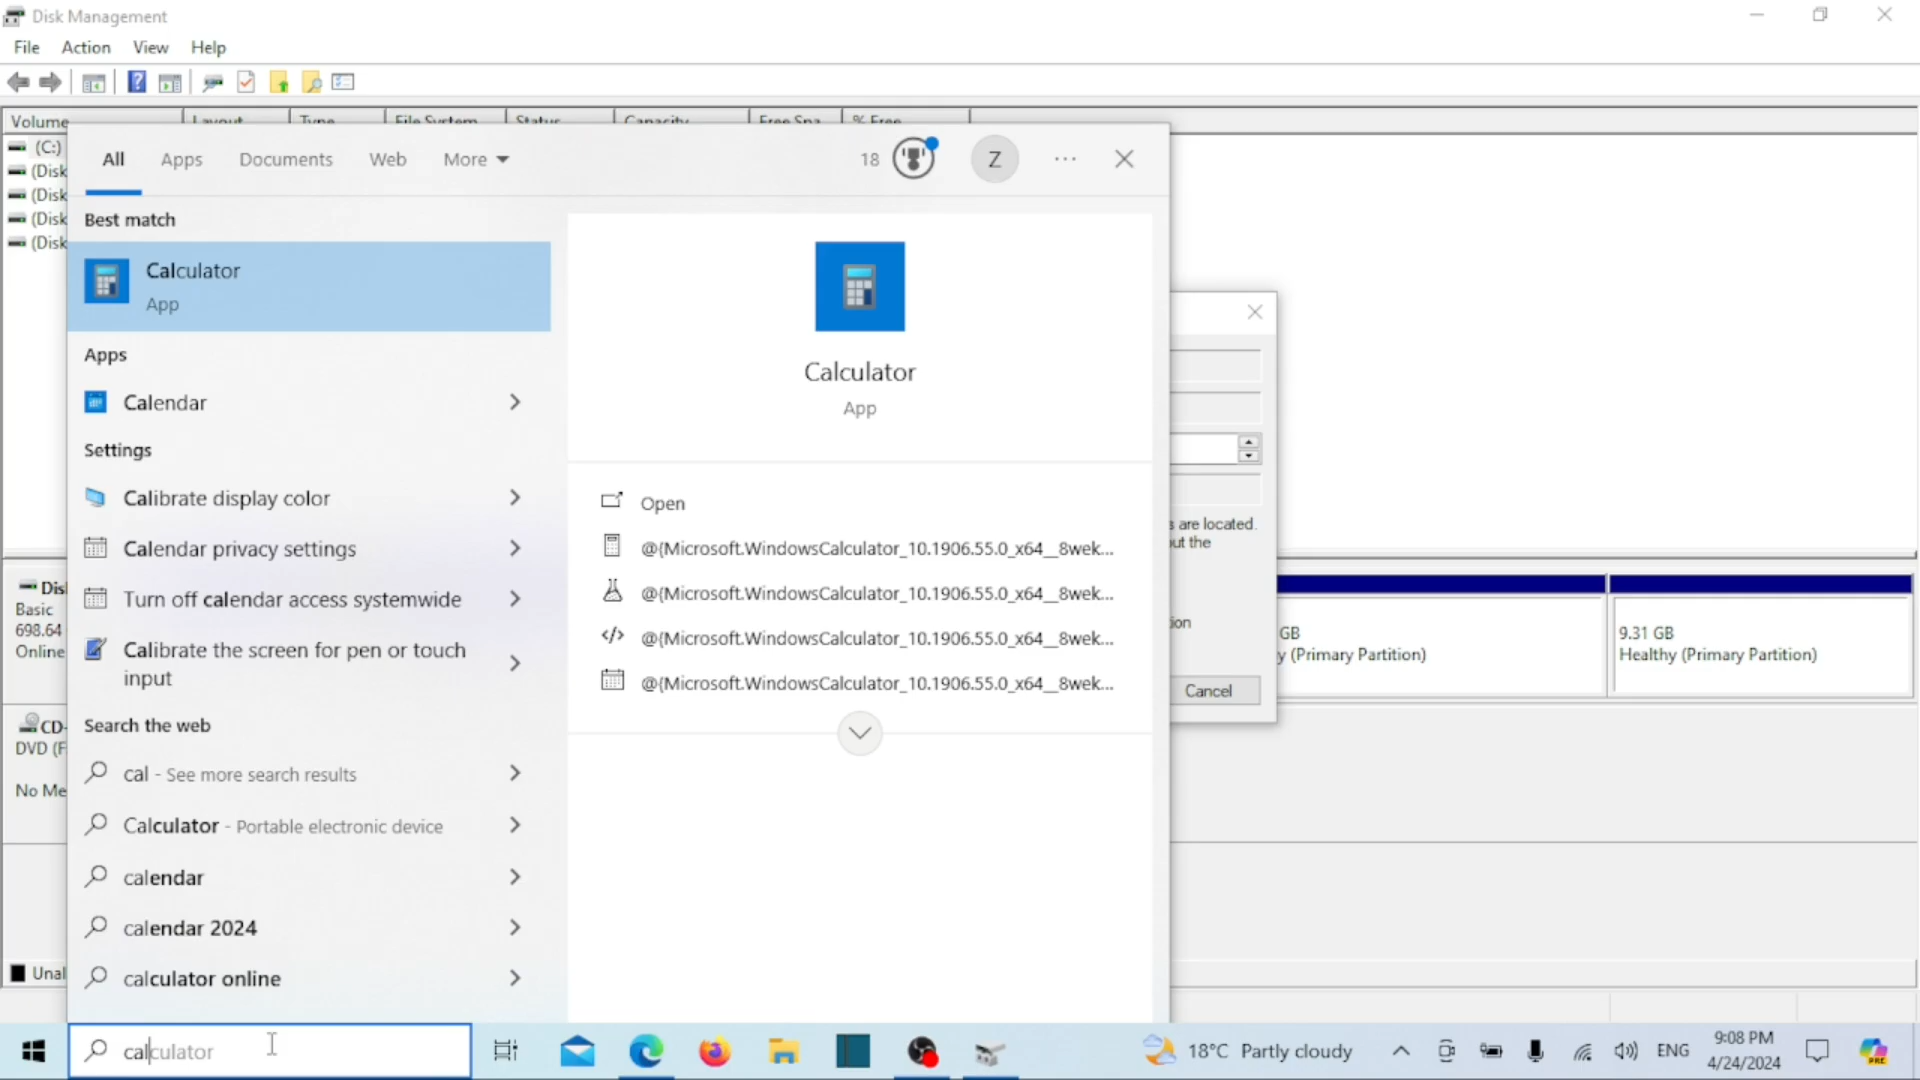 Disk Management
File Action View Help
Volume Layout Type File System Status Capacity Free Spa... % Free
(C:)
(Disk
(Disk
(Disk
(Disk
All Apps Documents Web More 18 Z
Best match
Calculator
App
Apps
Calendar
Settings
Calibrate display color
Calendar privacy settings
Turn off calendar access systemwide
Calibrate the screen for pen or touch
input
Search the web
cal - See more search results
Calculator - Portable electronic device
calendar
calendar 2024
calculator online
Calculator
App
Open
@{Microsoft.WindowsCalculator_10.1906.55.0_x64__8wek...
@{Microsoft.WindowsCalculator_10.1906.55.0_x64__8wek...
@{Microsoft.WindowsCalculator_10.1906.55.0_x64__8wek...
@{Microsoft.WindowsCalculator_10.1906.55.0_x64__8wek...
s are located.
ut the
ion
Cancel
Dis
Basic
698.64
Online
GB
y (Primary Partition)
9.31 GB
Healthy (Primary Partition)
CD-
DVD (F
No Me
Unal
calculator
18°C Partly cloudy
ENG
9:08 PM
4/24/2024
PRE